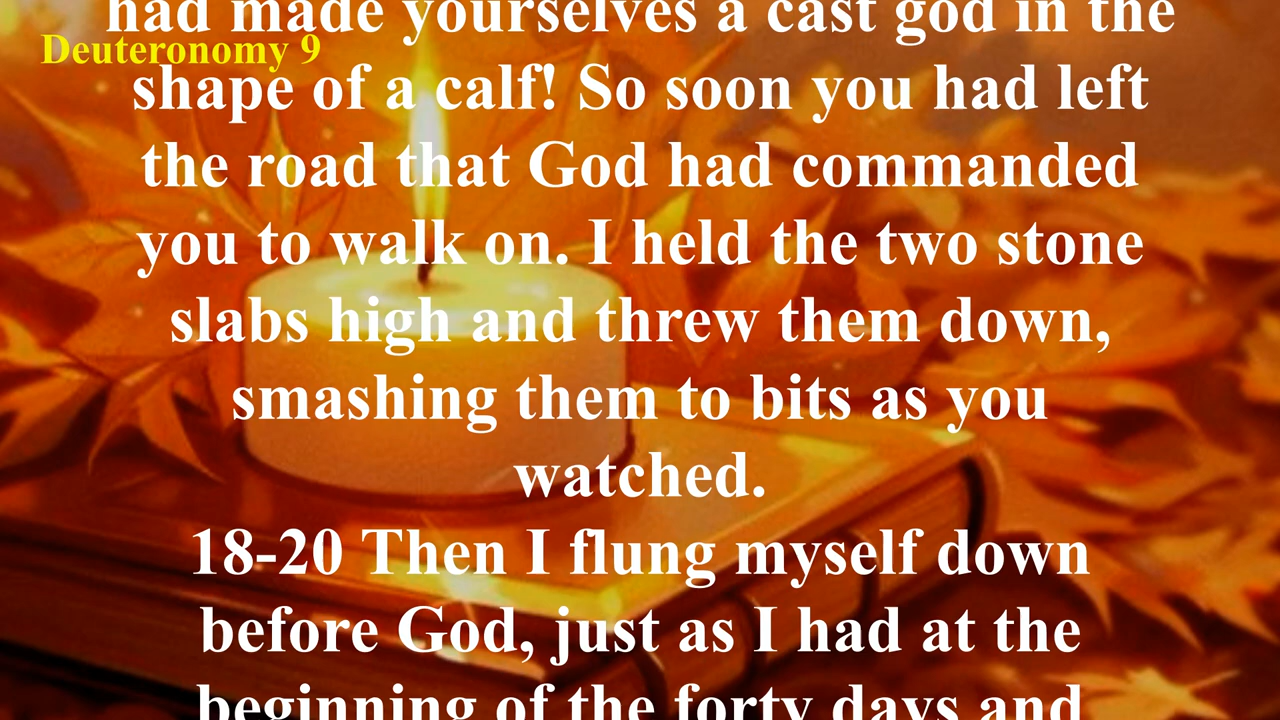 had made yourselves a cast god in the
Deuteronomy 9
shape of a calf! So soon you had left
the road that God had commanded
you to walk on. I held the two stone
slabs high and threw them down,
smashing them to bits as you
watched.
18-20 Then I flung myself down
before God, just as I had at the
beginning of the forty days and